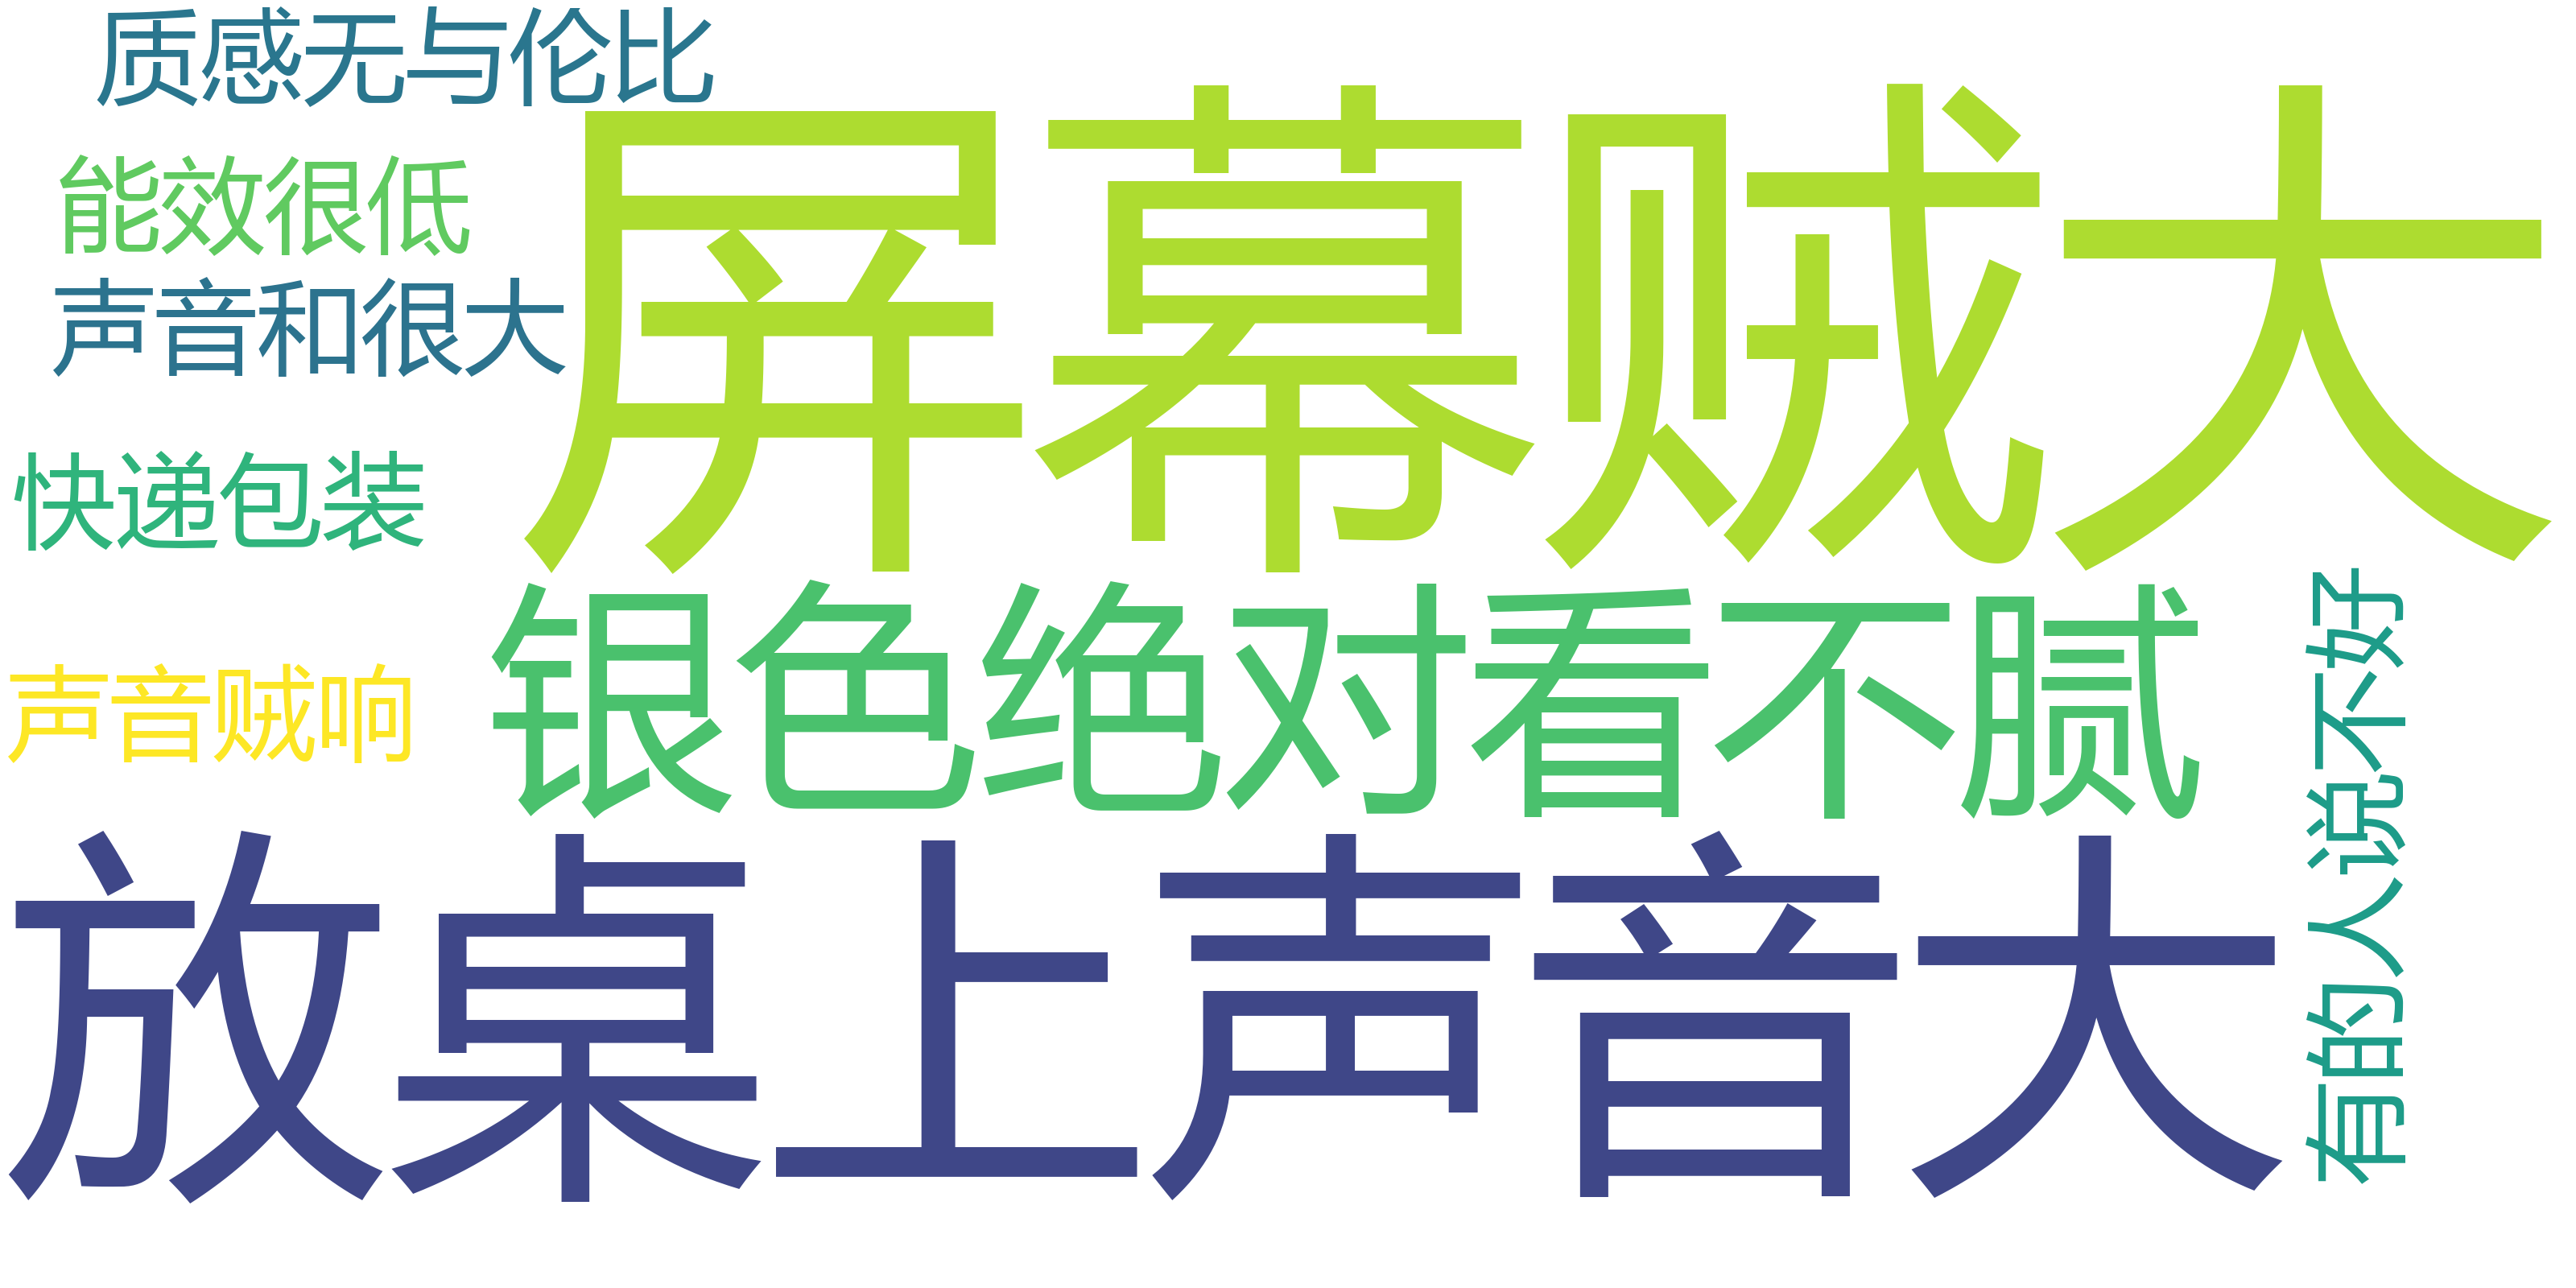 质感无与伦比
屏幕贼大
能效很低
声音和很大
快递包装
银色绝对看不腻
声音贼响
有的人说不好
放桌上声音大